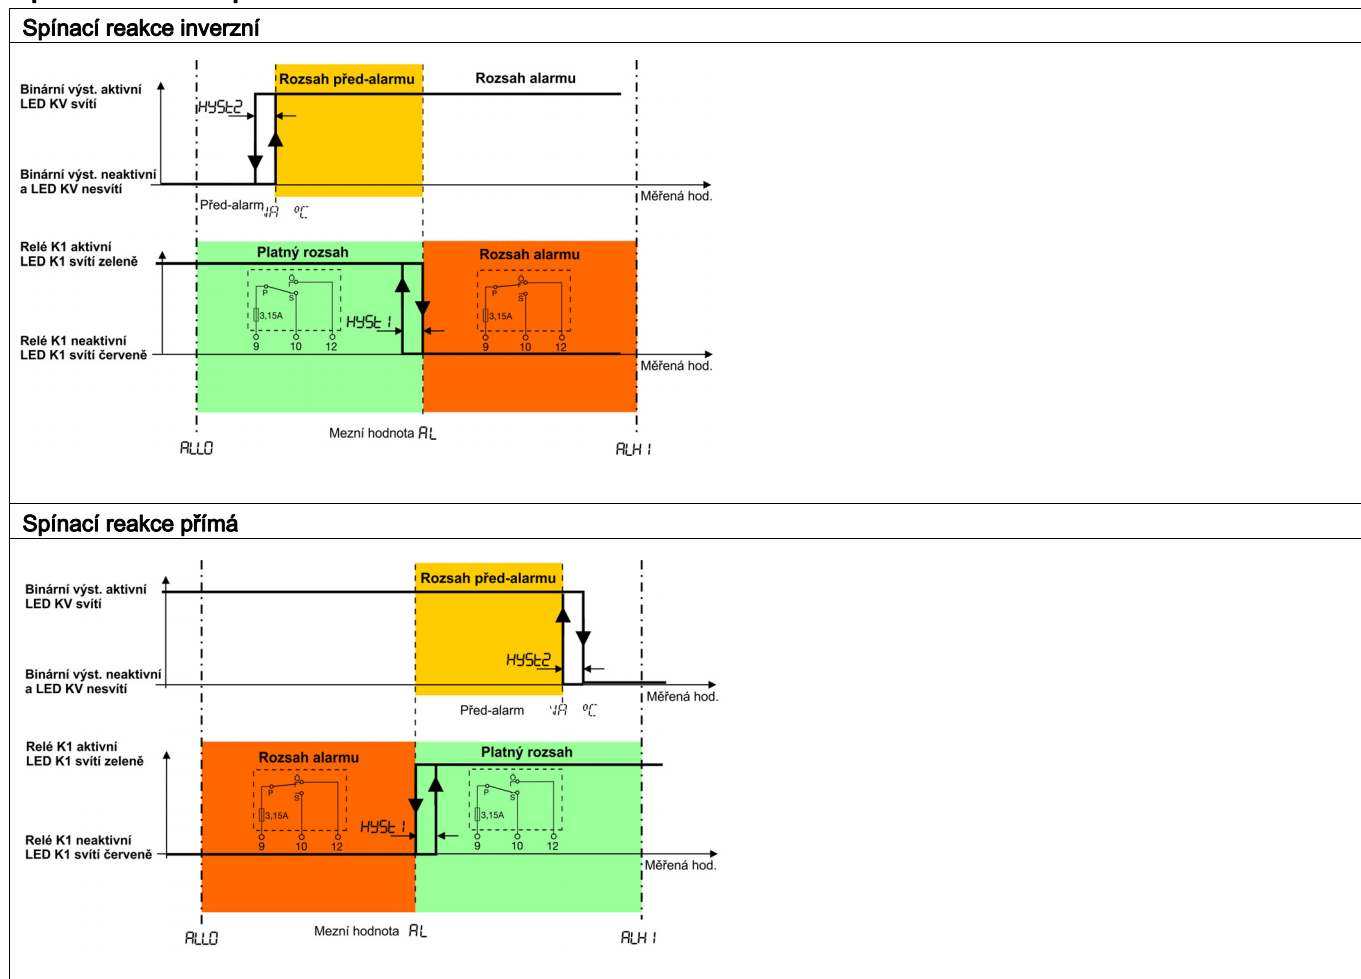 Spínací reakce inverzní
Rozsah před-alarmu
Rozsah alarmu
Binární výst. aktivní
LED KV svítí
HYSt2
Binární výst. neaktivní
a LED KV nesvítí
Měřená hod.
Před-alarm
°C
Relé K1 aktivní
LED K1 svítí zeleně
Platný rozsah
Rozsah alarmu
Ö
P
S
3,15A
9 10 12
Ö
P
S
3,15A
9 10 12
HYSt1
Relé K1 neaktivní
LED K1 svítí červeně
Měřená hod.
Mezní hodnota AL
ALLO
ALHI
Spínací reakce přímá
Rozsah před-alarmu
Binární výst. aktivní
LED KV svítí
HYSt2
Binární výst. neaktivní
a LED KV nesvítí
Měřená hod.
Před-alarm
°C
Relé K1 aktivní
LED K1 svítí zeleně
Rozsah alarmu
Platný rozsah
Ö
P
S
3,15A
9 10 12
Ö
P
S
3,15A
9 10 12
HYSt1
Relé K1 neaktivní
LED K1 svítí červeně
Měřená hod.
Mezní hodnota AL
ALLO
ALHI